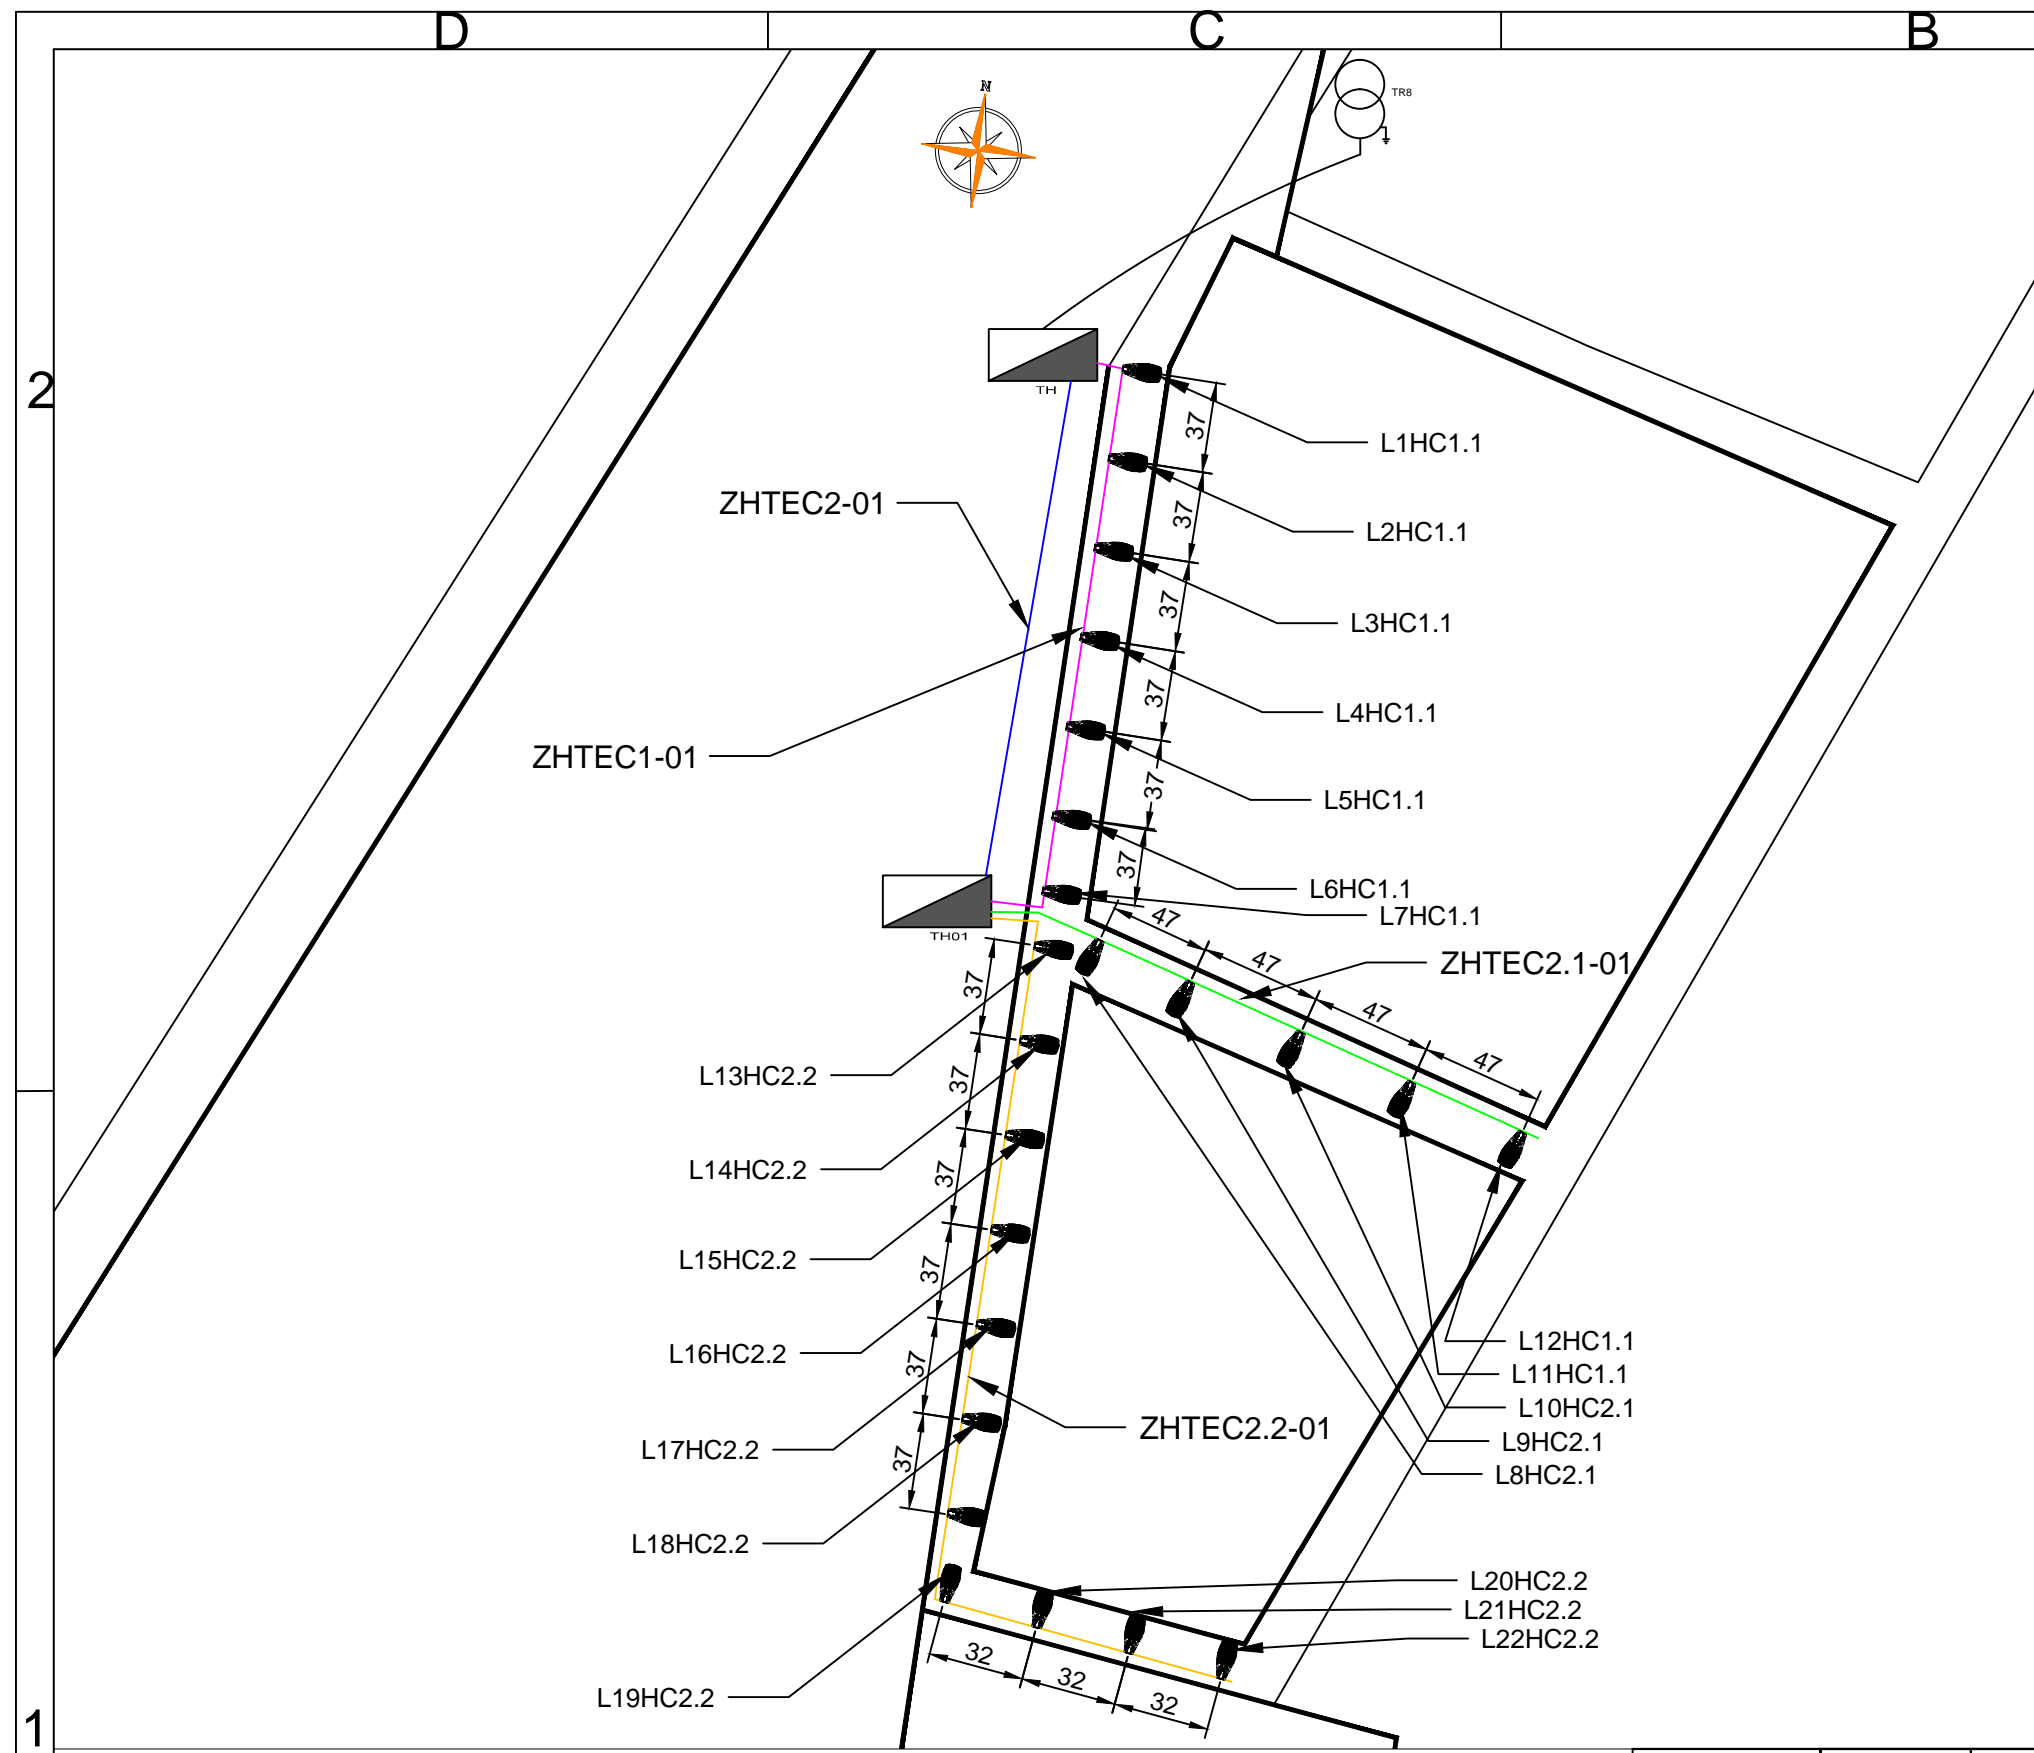 D
C
B
N
TR8
2
TH
37
L1HC1.1
ZHTEC2-01
37
L2HC1.1
37
L3HC1.1
37
L4HC1.1
ZHTEC1-01
37
L5HC1.1
37
L6HC1.1
L7HC1.1
TH01
47
47
ZHTEC2.1-01
37
47
47
L13HC2.2
37
L14HC2.2
37
L15HC2.2
37
L16HC2.2
37
L12HC1.1
L11HC1.1
L10HC2.1
ZHTEC2.2-01
L9HC2.1
L17HC2.2
37
L8HC2.1
L18HC2.2
L20HC2.2
L21HC2.2
L22HC2.2
32
32
32
L19HC2.2
1